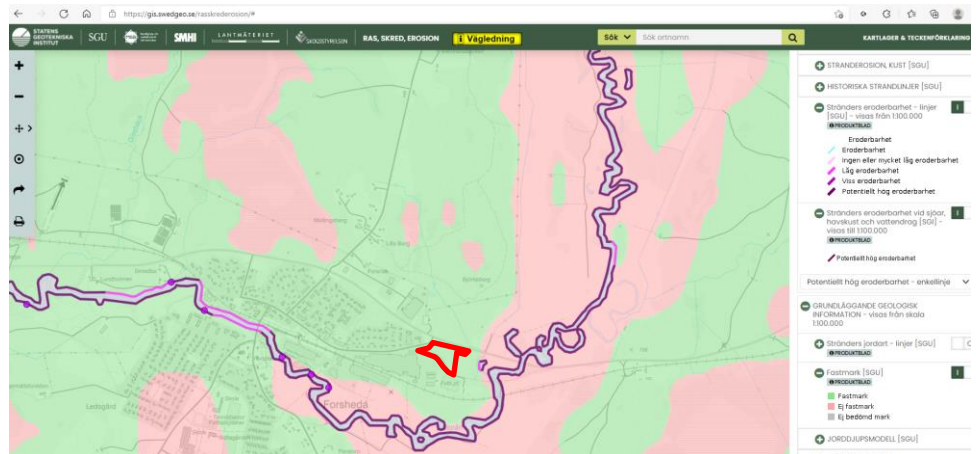 https://gis.swedgeo.se/rasskrederosion/#
STATENS
GEOTEKNISKA
INSTITUT
SGU
SMHI
LANTMÄTERIET
SKOGSSTYRELSEN
RAS, SKRED, EROSION
i Vägledning
Sök
Sök ortnamn
KARTLAGER & TECKENFÖRKLARING
STRANDEROSION, KUST [SGU]
HISTORISKA STRANDLINJER [SGU]
Stränders eroderbarhet - linjer
[SGU] - visas från 1:100.000
PRODUKTBLAD
Eroderbarhet
Eroderbarhet
Ingen eller mycket låg eroderbarhet
Låg eroderbarhet
Viss eroderbarhet
Potentiellt hög eroderbarhet
Stränders eroderbarhet vid sjöar,
havskust och vattendrag [SGI] -
visas till 1:100.000
PRODUKTBLAD
Potentiellt hög eroderbarhet
Potentiellt hög eroderbarhet - enkellinje
GRUNDLÄGGANDE GEOLOGISK
INFORMATION - visas från skala
1:100.000
Stränders jordart - linjer [SGU]
PRODUKTBLAD
Fastmark [SGU]
PRODUKTBLAD
Fastmark
Ej fastmark
Ej bedömd mark
JORDDJUPSMODELL [SGU]
Forsheda